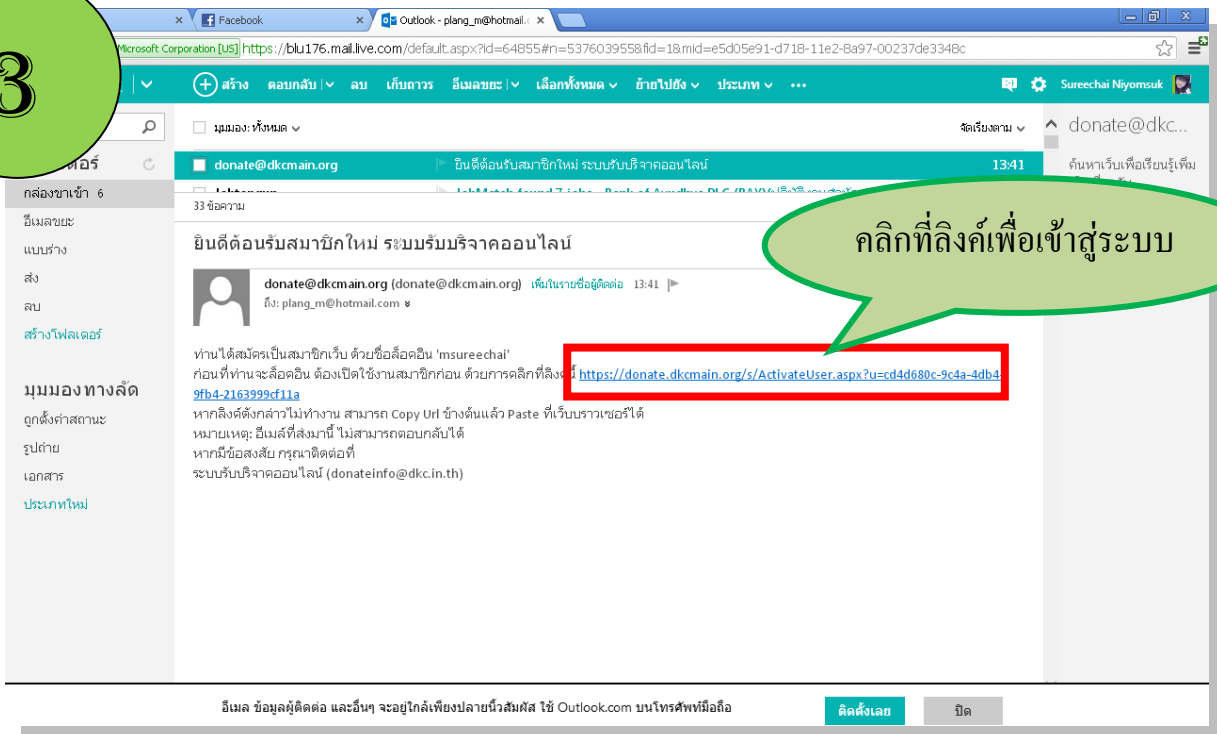 3
Facebook
Outlook - plang_m@hotmail.c
Microsoft Corporation [US] https://blu176.mail.live.com/default.aspx?id=64855#n=537603955&fid=1&mid=e5d05e91-d718-11e2-8a97-00237de3348c
สร้าง ตอบกลับ ลบ เก็บถาวร อีเมลขยะ เลือกทั้งหมด ย้ายไปยัง ประเภท ...
Sureechai Niyomsuk
มุมมอง: ทั้งหมด
จัดเรียงตาม
donate@dkc...
donate@dkcmain.org
ยินดีต้อนรับสมาชิกใหม่ ระบบรับบริจาคออนไลน์
13:41
ค้นหาเว็บเพื่อเรียนรู้เพิ่ม
กล่องขาเข้า 6
อีเมลขยะ
แบบร่าง
ส่ง
ลบ
สร้างโฟลเดอร์
มุมมองทางลัด
ถูกตั้งค่าสถานะ
รูปถ่าย
เอกสาร
ประเภทใหม่
33 ข้อความ
ยินดีต้อนรับสมาชิกใหม่ ระบบรับบริจาคออนไลน์
คลิกที่ลิงค์เพื่อเข้าสู่ระบบ
donate@dkcmain.org (donate@dkcmain.org) เพิ่มในรายชื่อผู้ติดต่อ 13:41
ถึง: plang_m@hotmail.com
ท่านได้สมัครเป็นสมาชิกเว็บ ด้วยชื่อล็อคอิน 'msureechai'
ก่อนที่ท่านจะล็อคอิน ต้องเปิดใช้งานสมาชิกก่อน ด้วยการคลิกที่ลิงค์นี้ https://donate.dkcmain.org/s/ActivateUser.aspx?u=cd4d680c-9c4a-4db4-
9fb4-2163999cf11a
หากลิงค์ดังกล่าวไม่ทำงาน สามารถ Copy Url ข้างต้นแล้ว Paste ที่เว็บบราวเซอร์ได้
หมายเหตุ: อีเมล์ที่ส่งมานี้ ไม่สามารถตอบกลับได้
หากมีข้อสงสัย กรุณาติดต่อที่
ระบบรับบริจาคออนไลน์ (donateinfo@dkc.in.th)
อีเมล ข้อมูลผู้ติดต่อ และอื่นๆ จะอยู่ใกล้เพียงปลายนิ้วสัมผัส ใช้ Outlook.com บนโทรศัพท์มือถือ
ติดตั้งเลย
ปิด